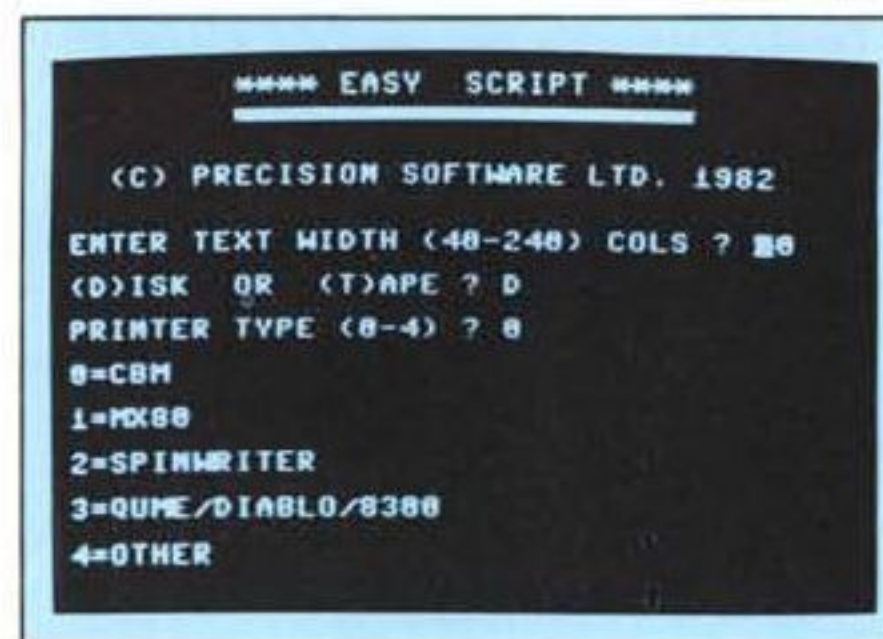 **** EASY SCRIPT ****
(C) PRECISION SOFTWARE LTD. 1982
ENTER TEXT WIDTH (40-240) COLS ?
(D)ISK OR (T)APE ? D
PRINTER TYPE (0-4) ? 0
0=CBM
1=MX80
2=SPINWRITER
3=QUME/DIABLO/8300
4=OTHER